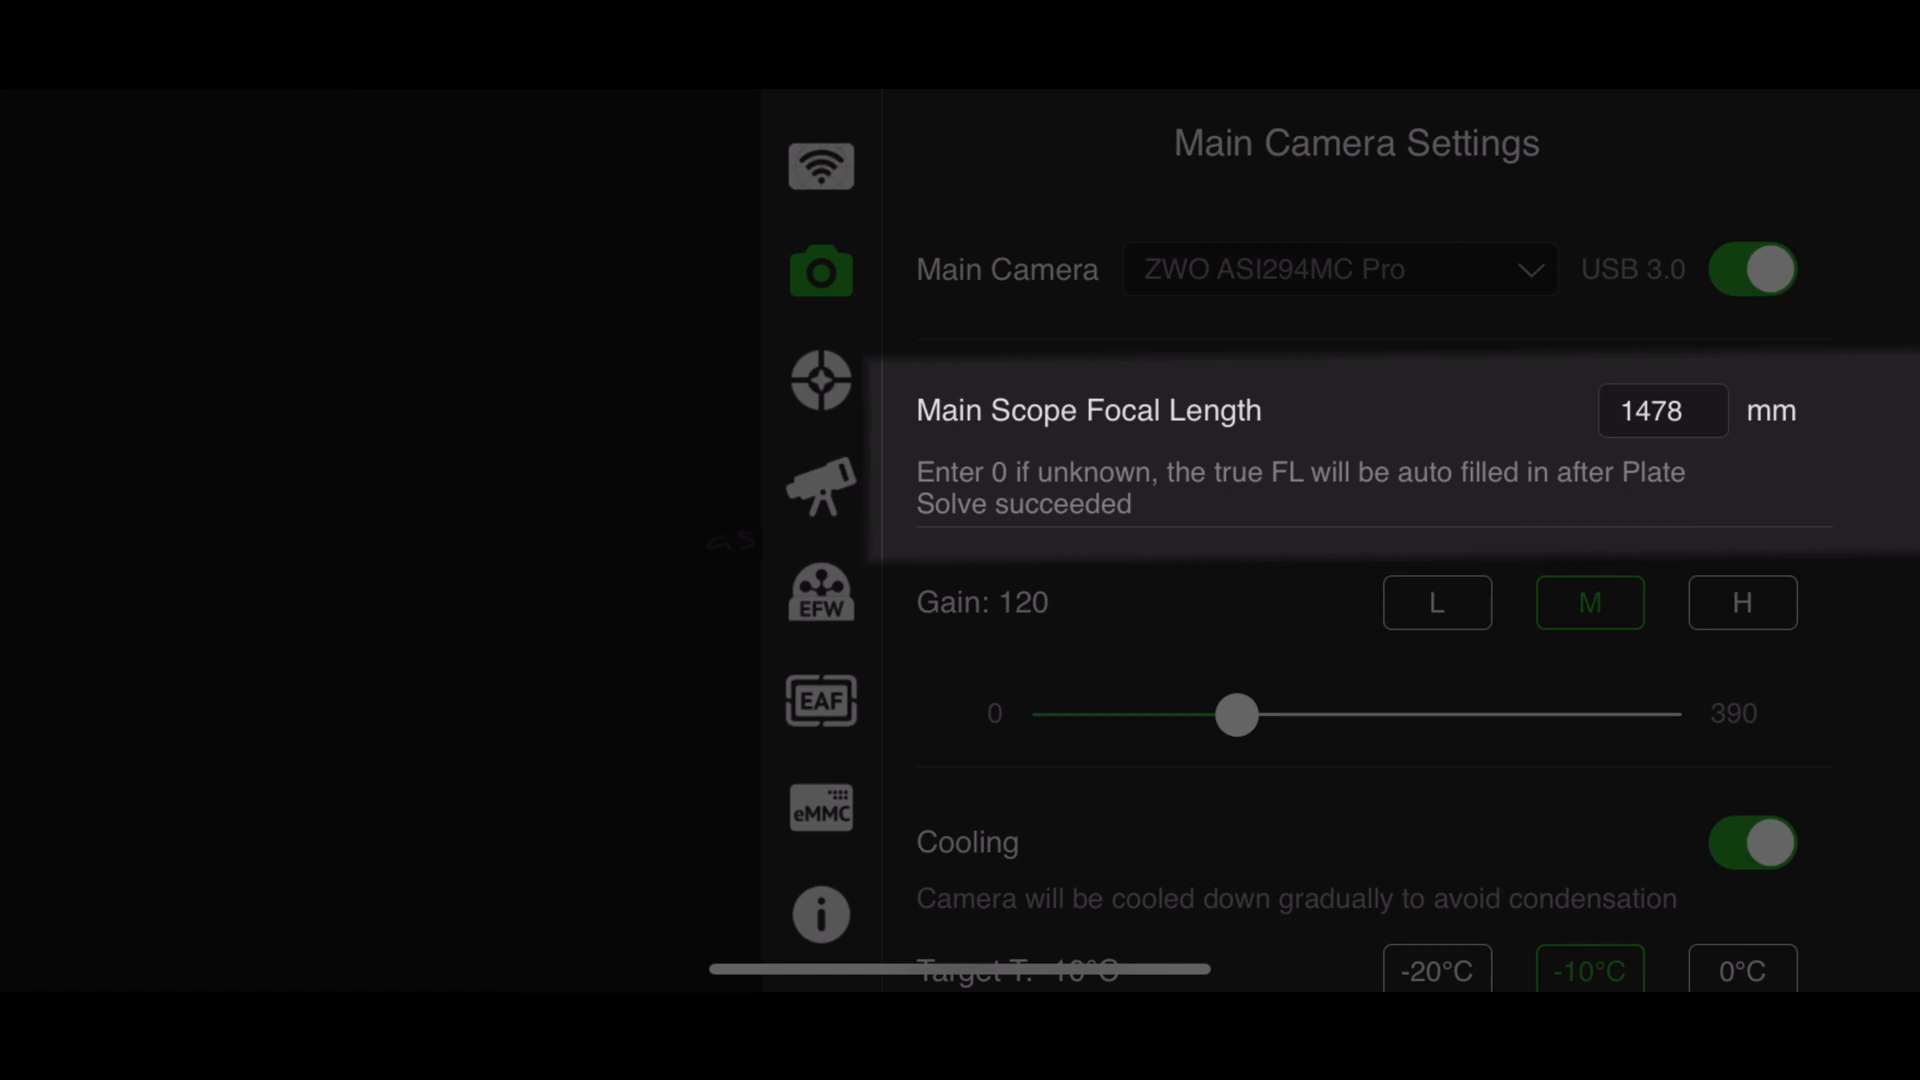 Main Camera Settings
Main Camera ZWO ASI294MC Pro USB 3.0
Main Scope Focal Length 1478 mm
Enter 0 if unknown, the true FL will be auto filled in after Plate
Solve succeeded
EFW
Gain: 120 L M H
EAF
0 390
eMMC
Cooling
Camera will be cooled down gradually to avoid condensation
Target T: -10°C -20°C -10°C 0°C